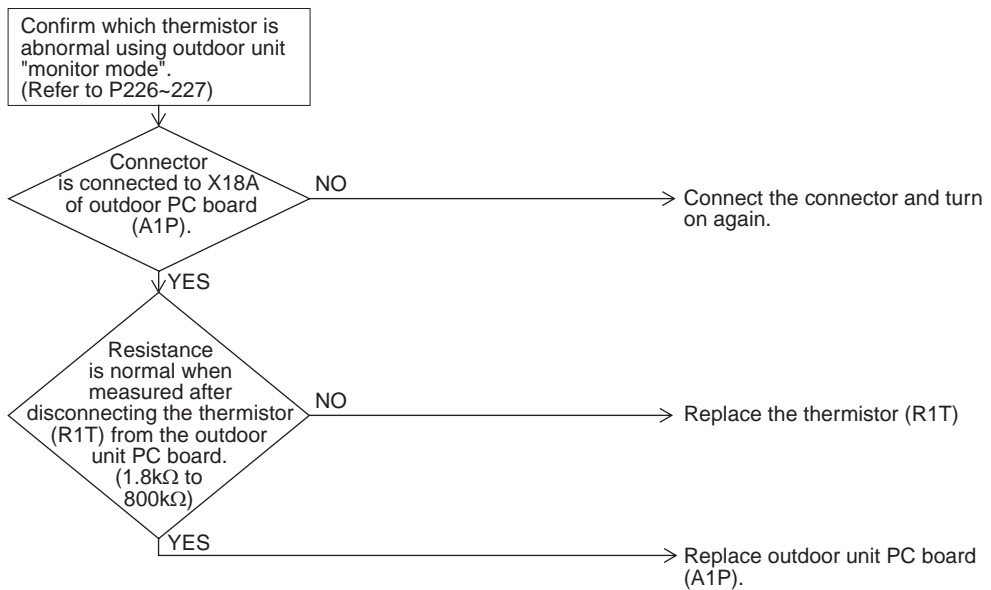 Confirm which thermistor is
abnormal using outdoor unit
"monitor mode".
(Refer to P226~227)
Connector
is connected to X18A
of outdoor PC board
(A1P).
NO
Connect the connector and turn
on again.
YES
Resistance
is normal when
measured after
disconnecting the thermistor
(R1T) from the outdoor
unit PC board.
(1.8kΩ to
800kΩ)
NO
Replace the thermistor (R1T)
YES
Replace outdoor unit PC board
(A1P).